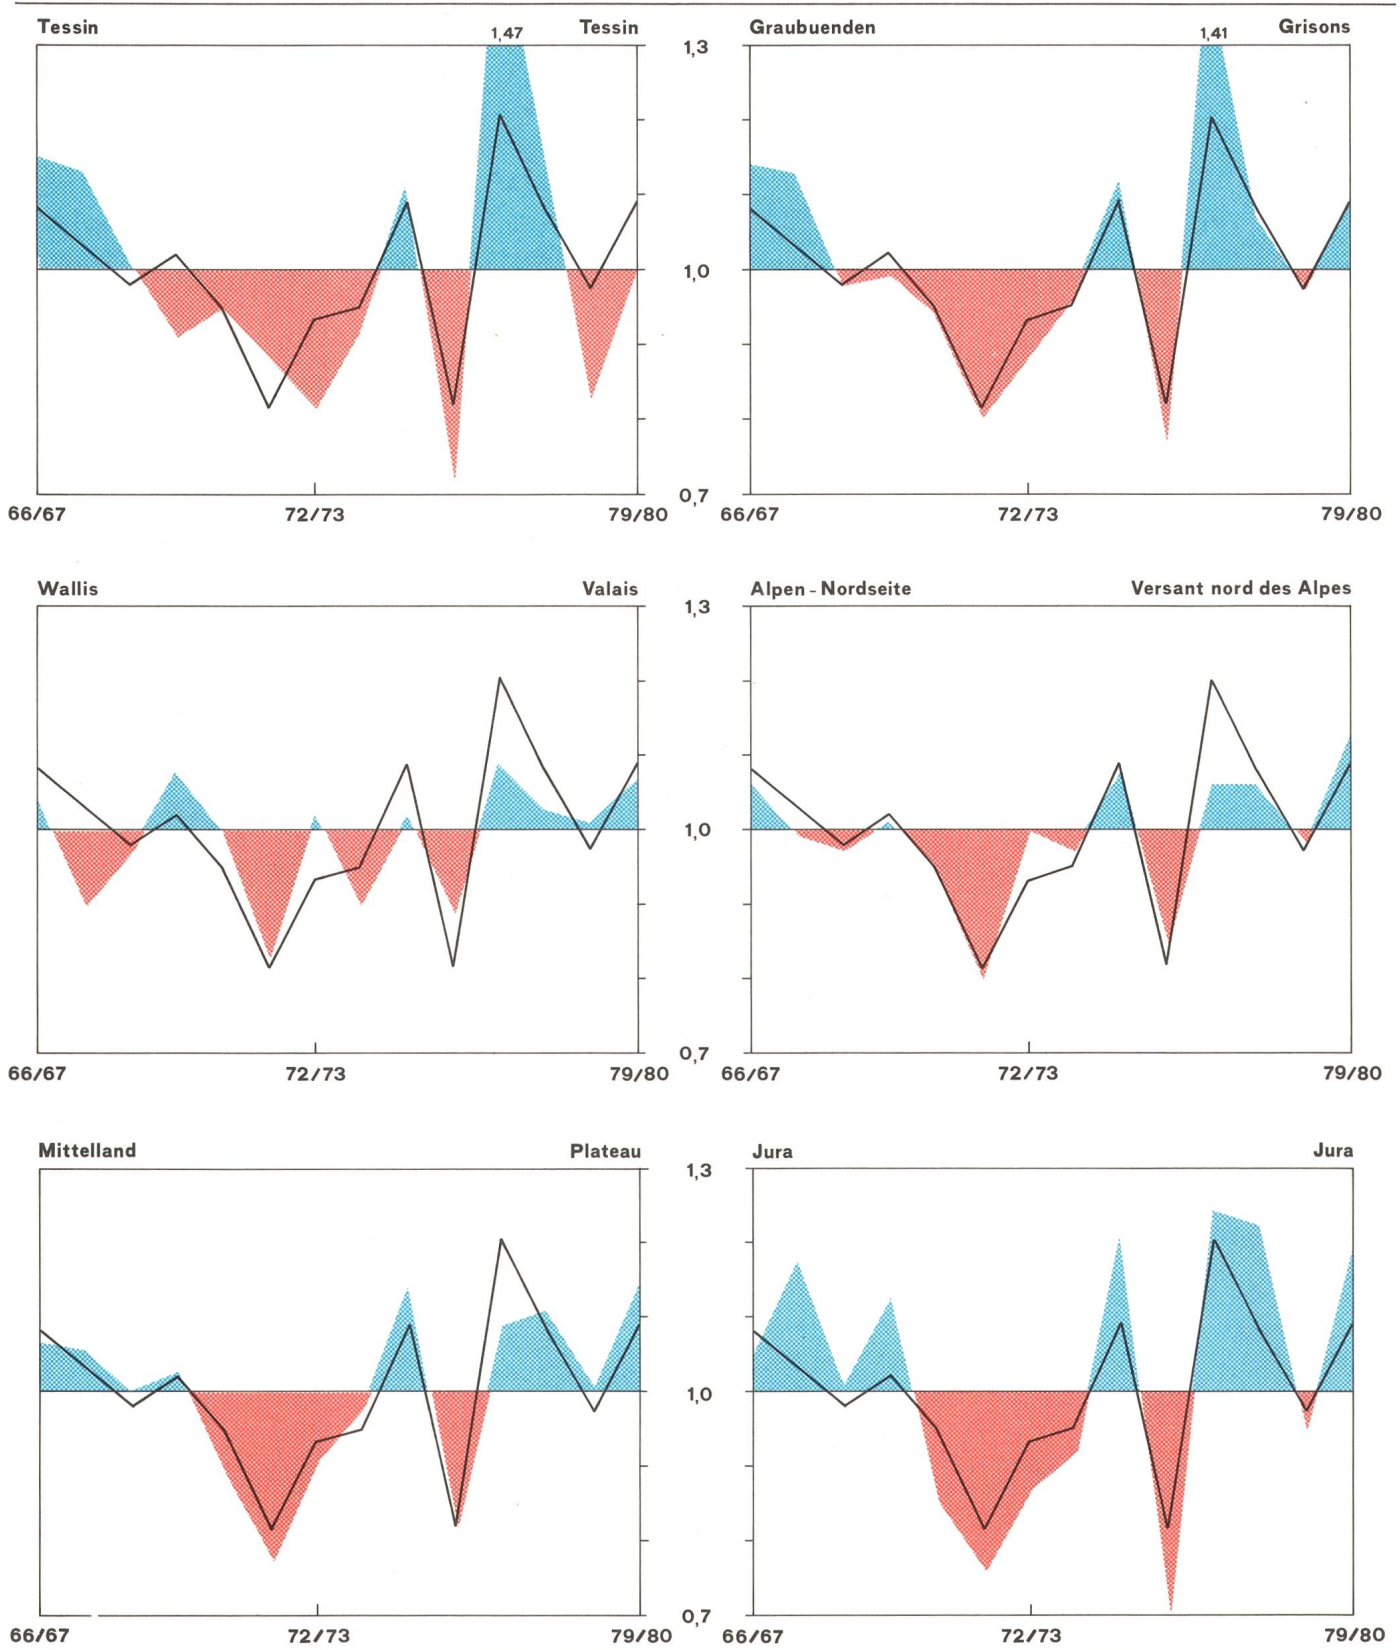 Tessin Tessin
1,47
1,3
Graubuenden Grisons
1,41
1,0
0,7
66/67 72/73 79/80
66/67 72/73 79/80
Wallis Valais
1,3
Alpen - Nordseite Versant nord des Alpes
1,0
0,7
66/67 72/73 79/80
66/67 72/73 79/80
Mittelland Plateau
1,3
Jura Jura
1,0
0,7
66/67 72/73 79/80
66/67 72/73 79/80